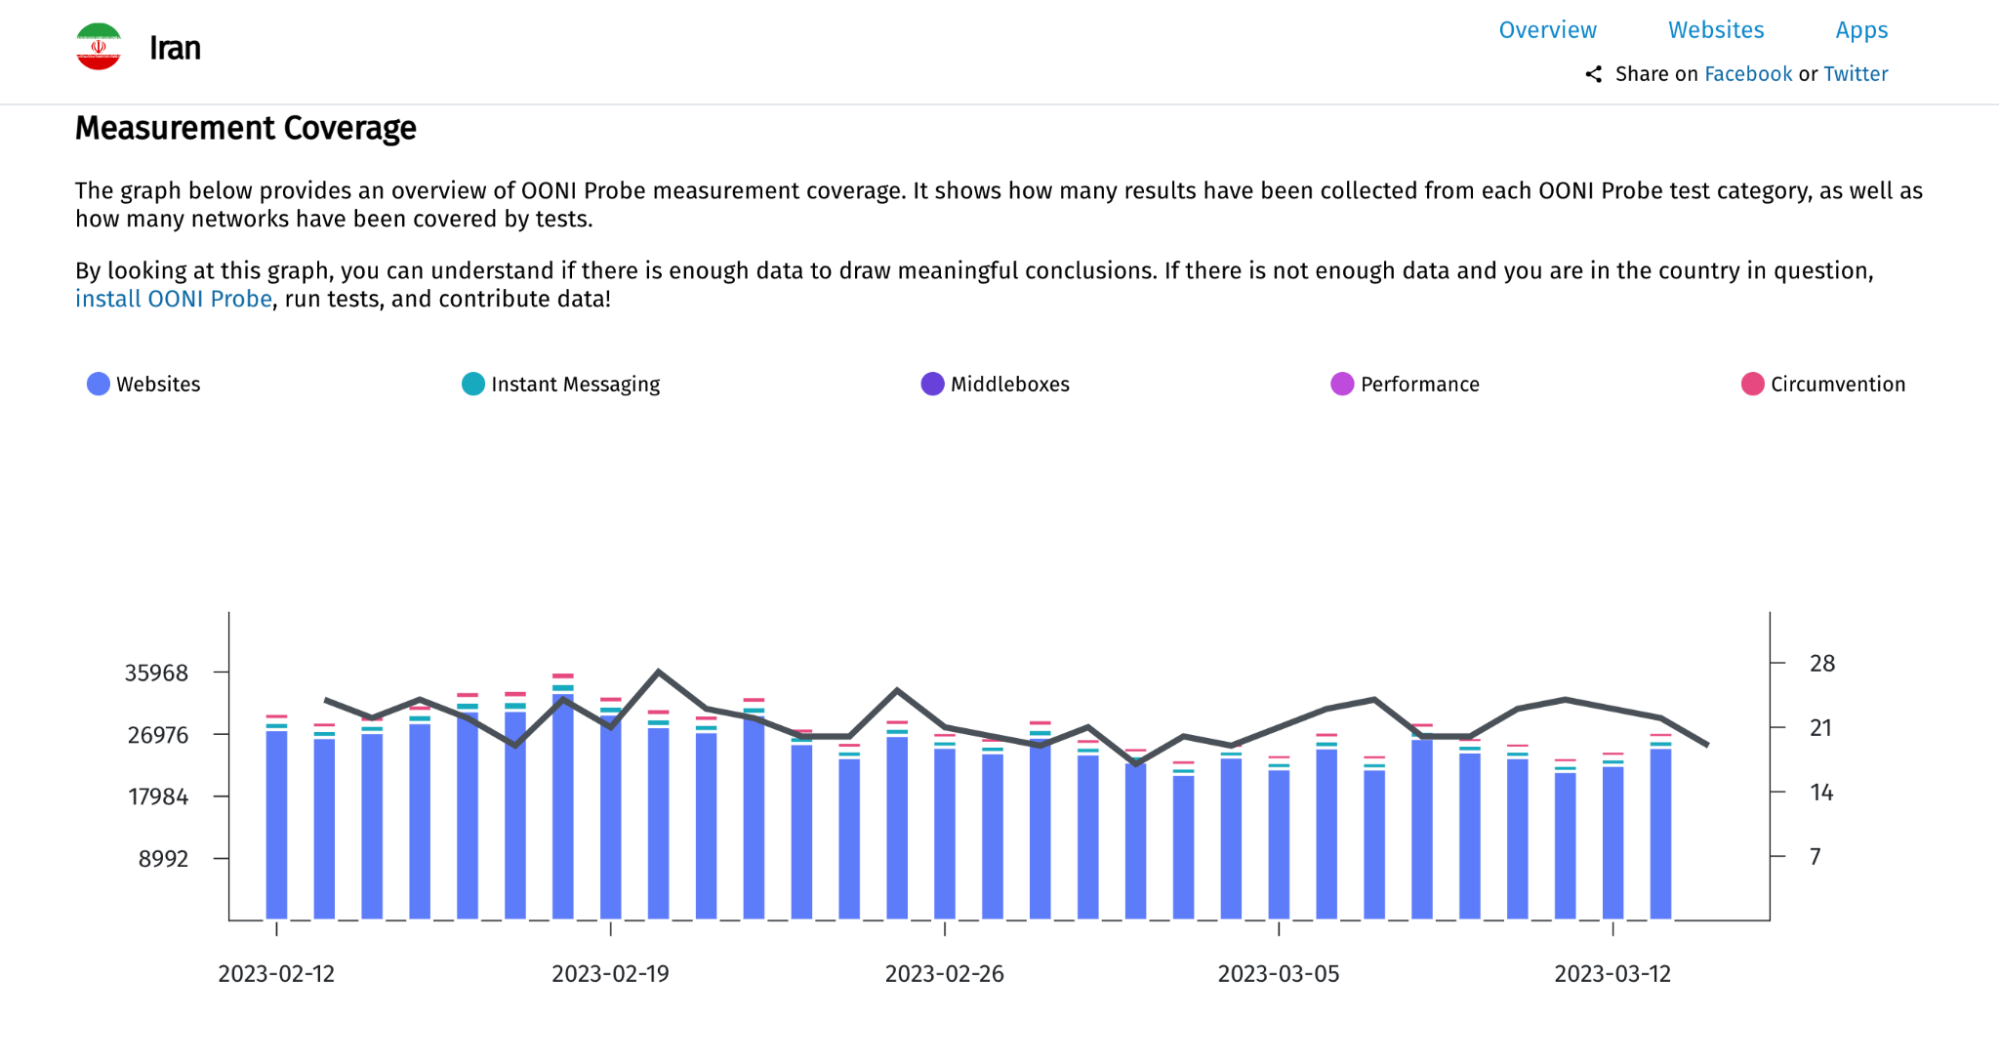 Iran
Overview Websites Apps
Share on Facebook or Twitter
Measurement Coverage
The graph below provides an overview of OONI Probe measurement coverage. It shows how many results have been collected from each OONI Probe test category, as well as
how many networks have been covered by tests.
By looking at this graph, you can understand if there is enough data to draw meaningful conclusions. If there is not enough data and you are in the country in question,
install OONI Probe, run tests, and contribute data!
Websites Instant Messaging Middleboxes Performance Circumvention
35968
26976
17984
8992
28
21
14
7
2023-02-12 2023-02-19 2023-02-26 2023-03-05 2023-03-12